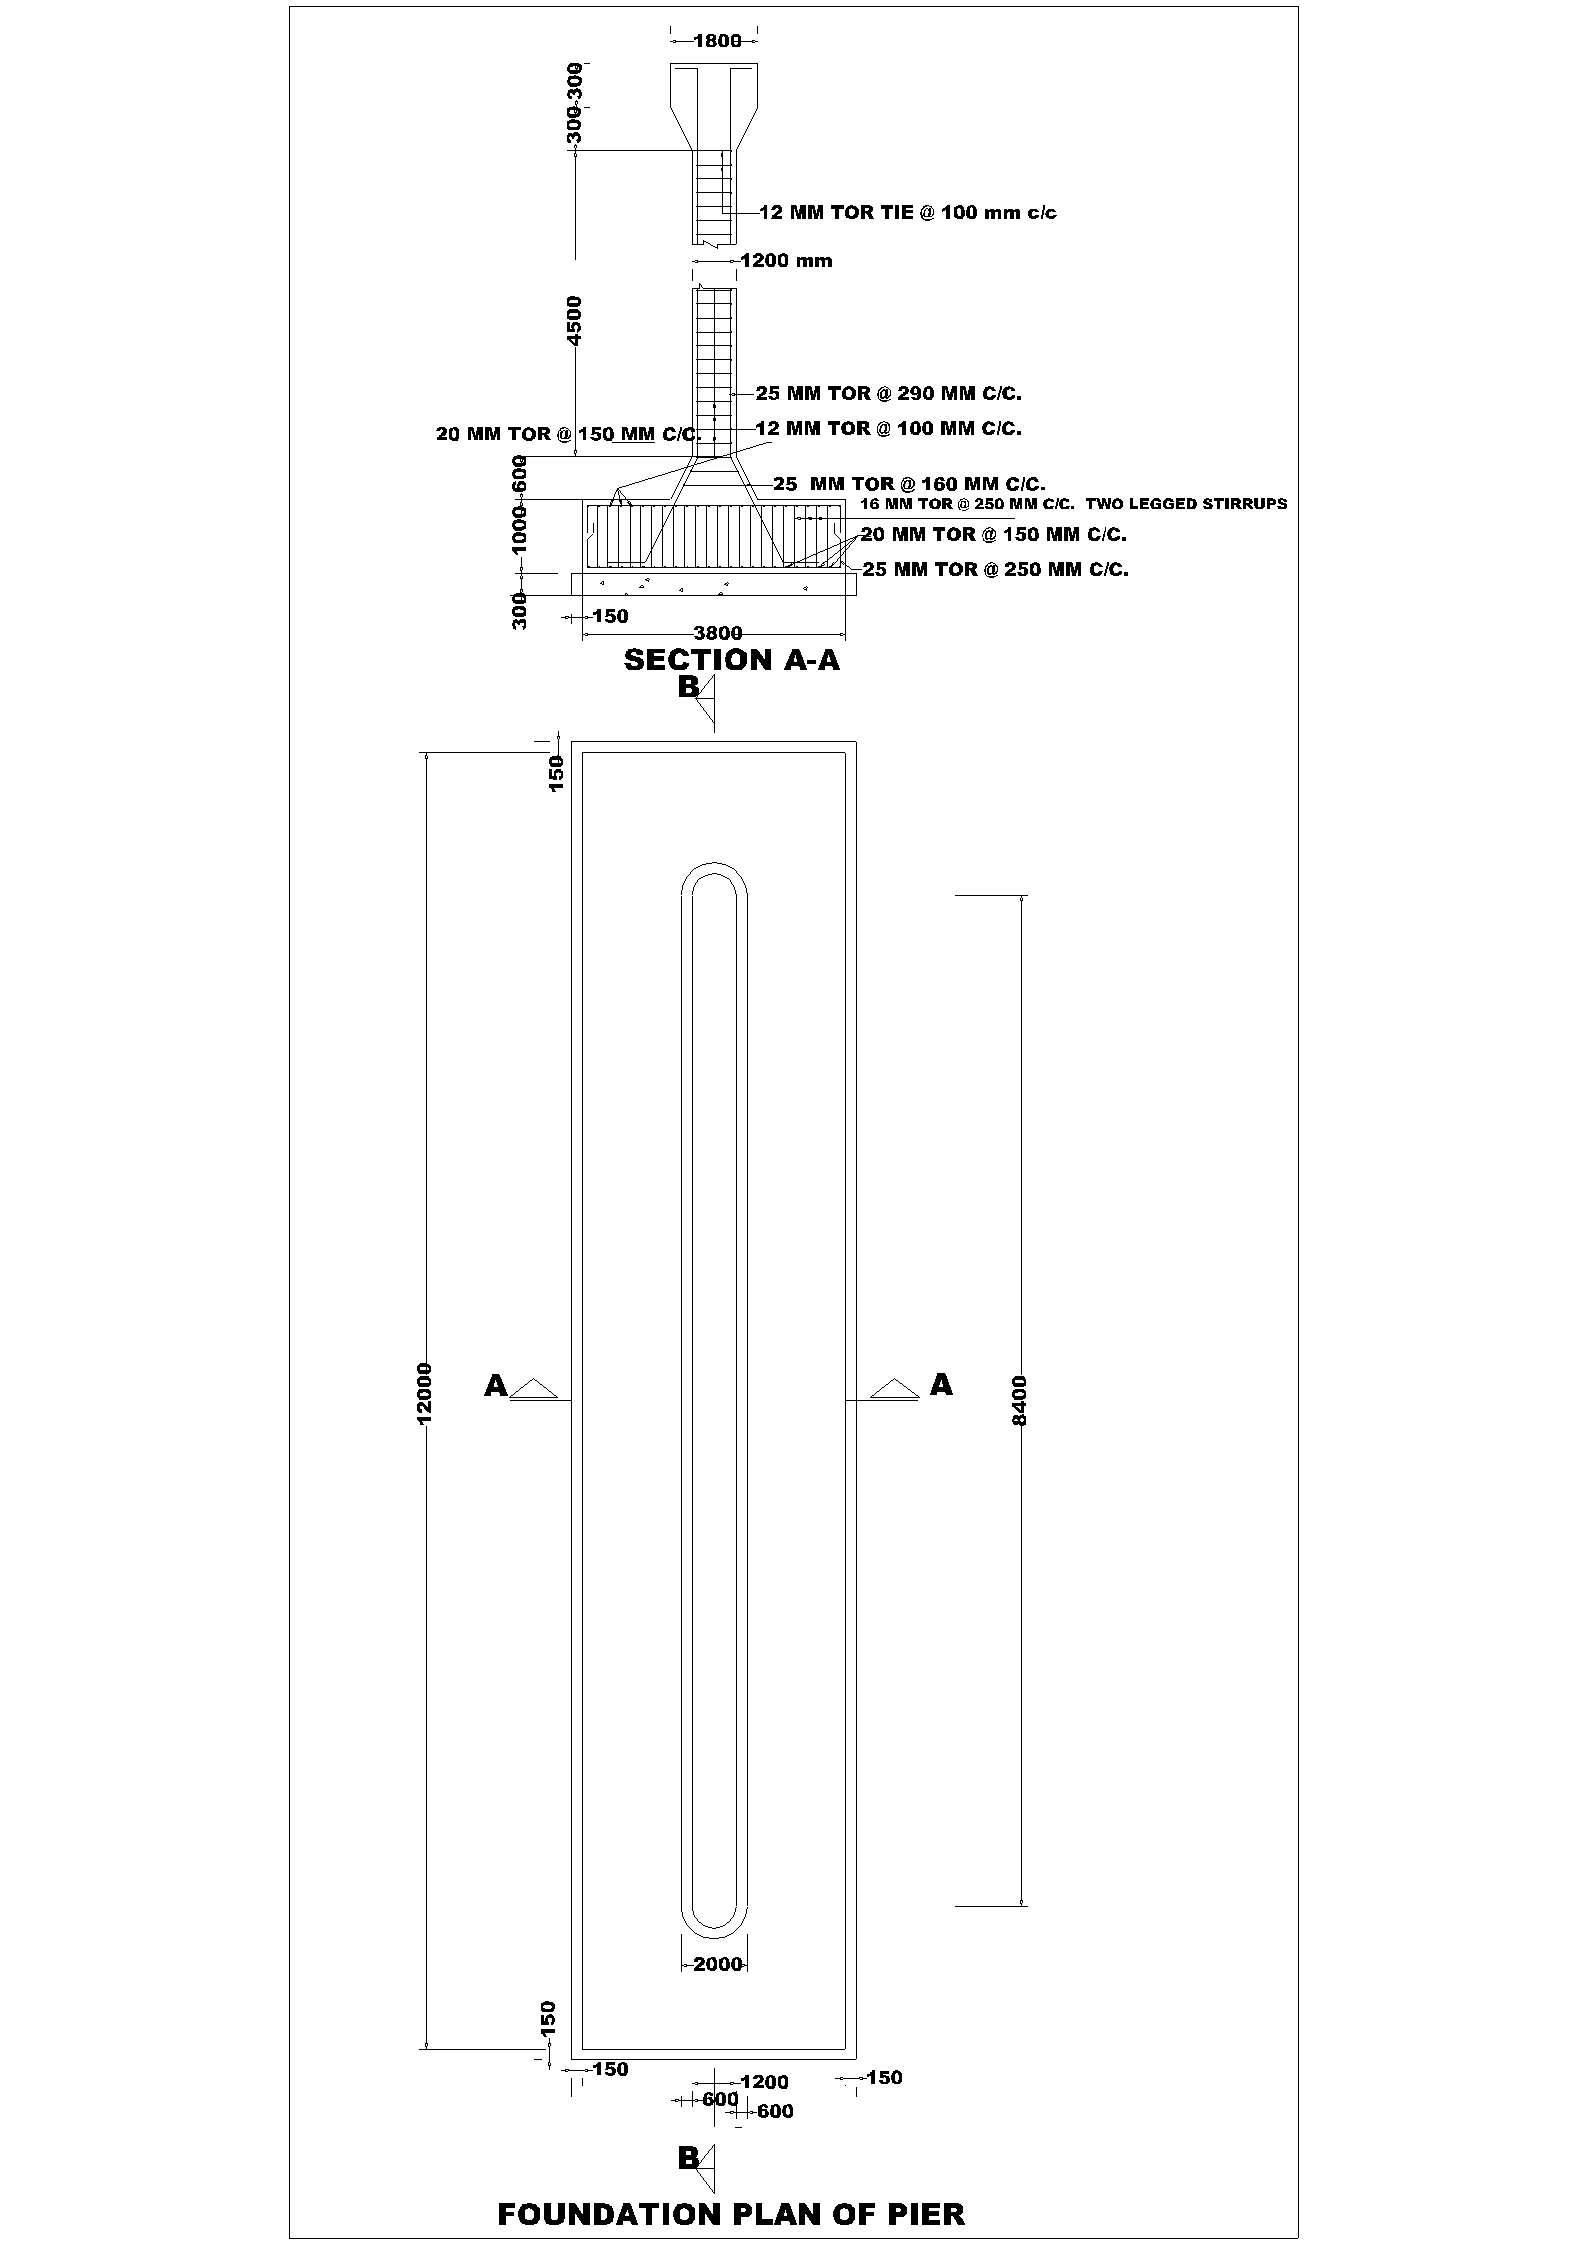 1800
300
300
12 MM TOR TIE @ 100 mm c/c
1200 mm
4500
25 MM TOR @ 290 MM C/C.
12 MM TOR @ 100 MM C/C.
20 MM TOR @ 150 MM C/C.
600
25 MM TOR @ 160 MM C/C.
16 MM TOR @ 250 MM C/C. TWO LEGGED STIRRUPS
1000
20 MM TOR @ 150 MM C/C.
25 MM TOR @ 250 MM C/C.
300
150
3800
SECTION A-A
B
150
12000
A
A
8400
2000
150
150
1200
150
600
600
B
FOUNDATION PLAN OF PIER